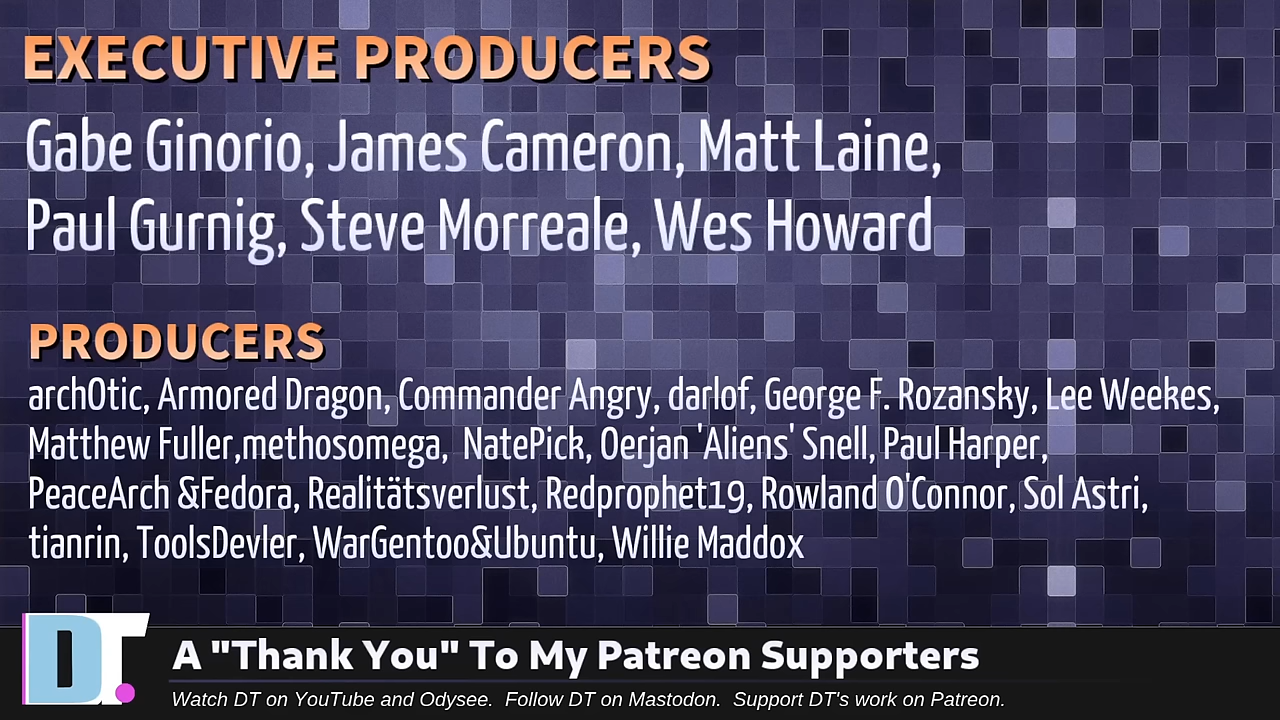 EXECUTIVE PRODUCERS
Gabe Ginorio, James Cameron, Matt Laine,
Paul Gurnig, Steve Morreale, Wes Howard
PRODUCERS
archOtic, Armored Dragon, Commander Angry, darlof, George F. Rozansky, Lee Weekes,
Matthew Fuller,methosomega, NatePick, Oerjan 'Aliens' Snell, Paul Harper,
PeaceArch &Fedora, Realitätsverlust, Redprophet19, Rowland O'Connor, Sol Astri,
tianrin, ToolsDevler, WarGentoo&Ubuntu, Willie Maddox
DT.
A "Thank You" To My Patreon Supporters
Watch DT on YouTube and Odysee. Follow DT on Mastodon. Support DT's work on Patreon.